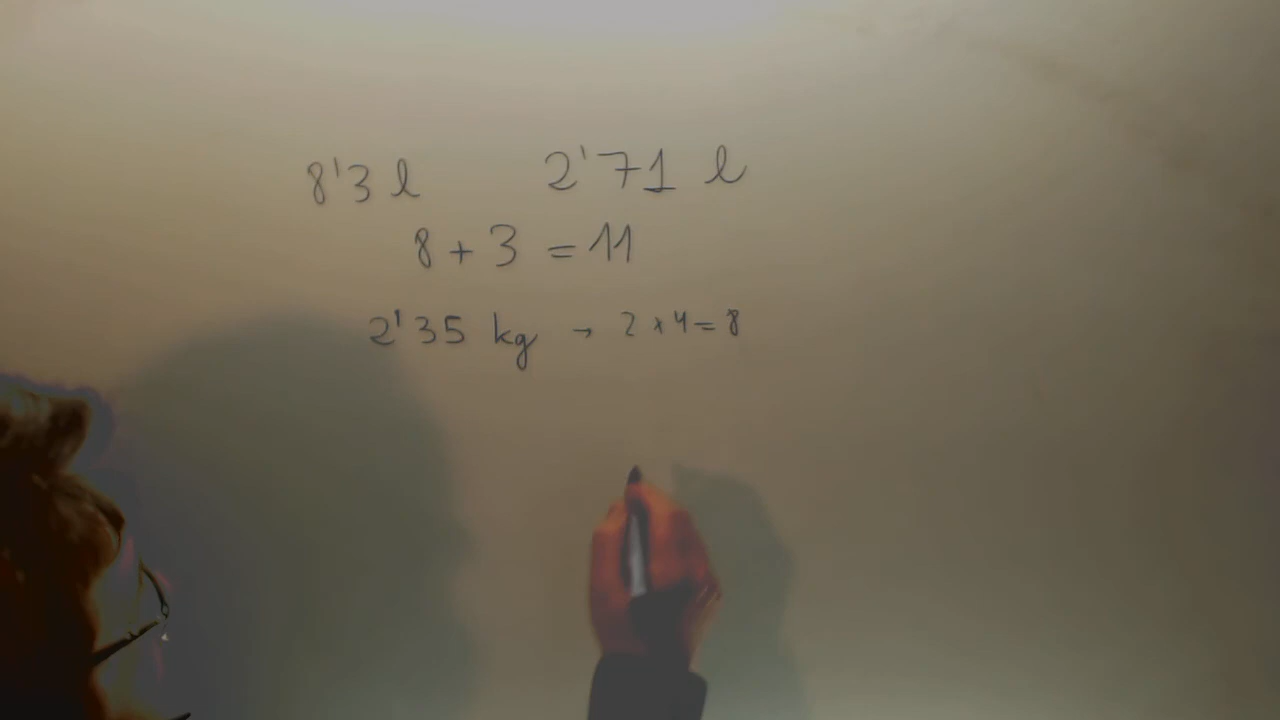 8'3 l 2'71 l
8 + 3 = 11
2'35 kg → 2 x 4 = 8